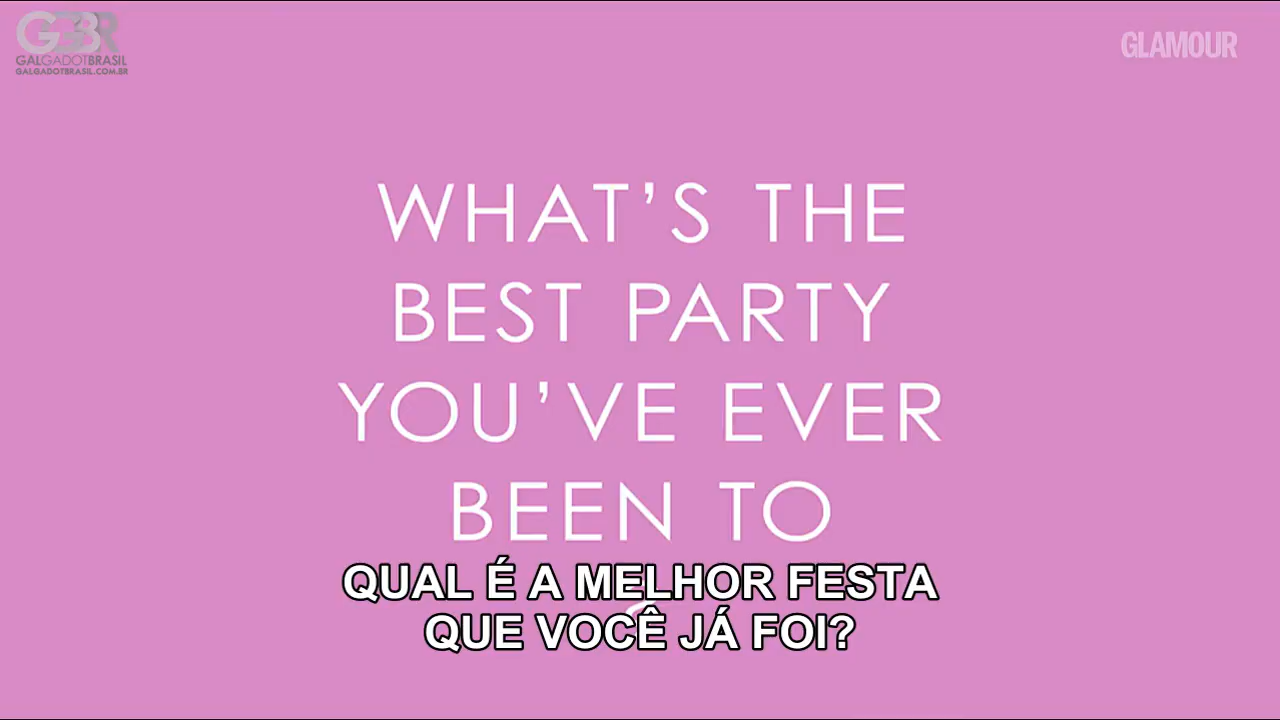 GGBR
GALGADOTBRASIL
GALGADOTBRASIL.COM.BR
GLAMOUR
WHAT'S THE
BEST PARTY
YOU'VE EVER
BEEN TO
QUAL É A MELHOR FESTA
QUE VOCÊ JÁ FOI?